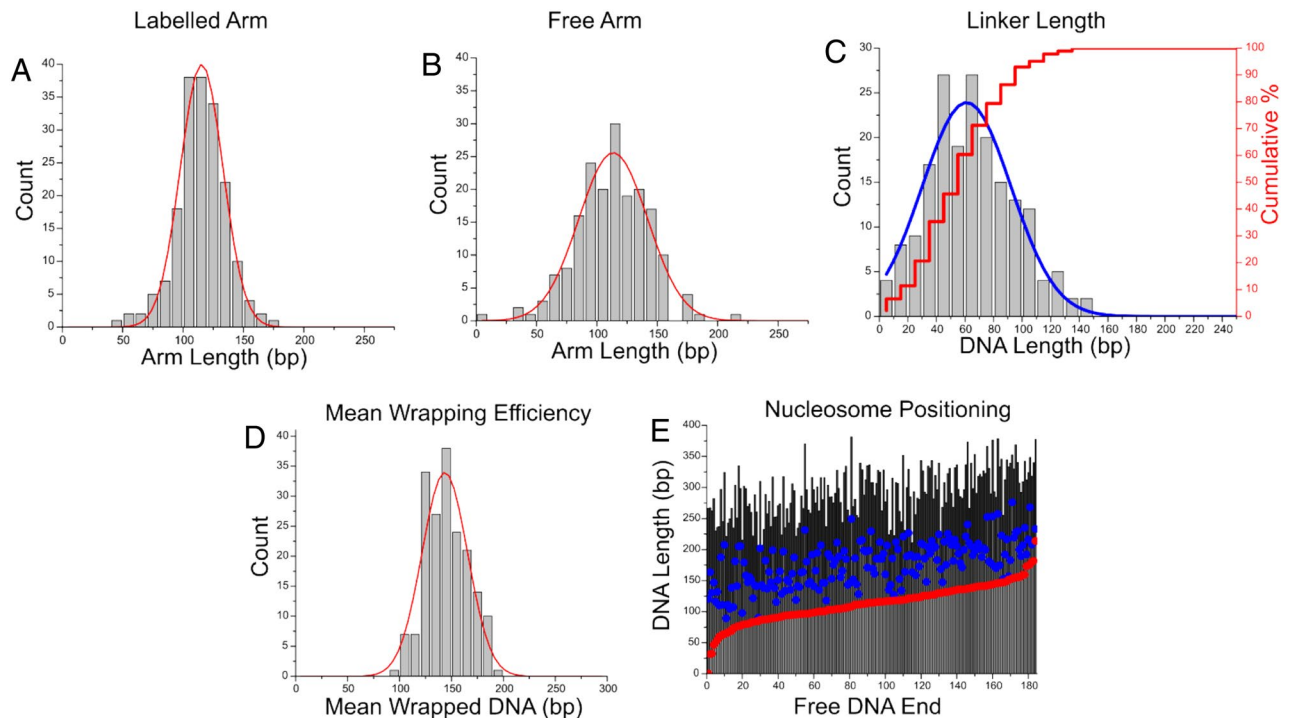 Labelled Arm
Free Arm
Linker Length
A
B
C
40
35
30
25
20
15
10
5
0
Count
0 50 100 150 200 250
Arm Length (bp)
40
35
30
25
20
15
10
5
0
Count
0 50 100 150 200 250
Arm Length (bp)
30
25
20
15
10
5
0
Count
100
90
80
70
60
50
40
30
20
10
0
Cumulative %
0 20 40 60 80 100 120 140 160 180 200 220 240
DNA Length (bp)
Mean Wrapping Efficiency
Nucleosome Positioning
D
E
40
35
30
25
20
15
10
5
0
Count
0 50 100 150 200 250 300
Mean Wrapped DNA (bp)
400
350
300
250
200
150
100
50
0
DNA Length (bp)
0 20 40 60 80 100 120 140 160 180
Free DNA End